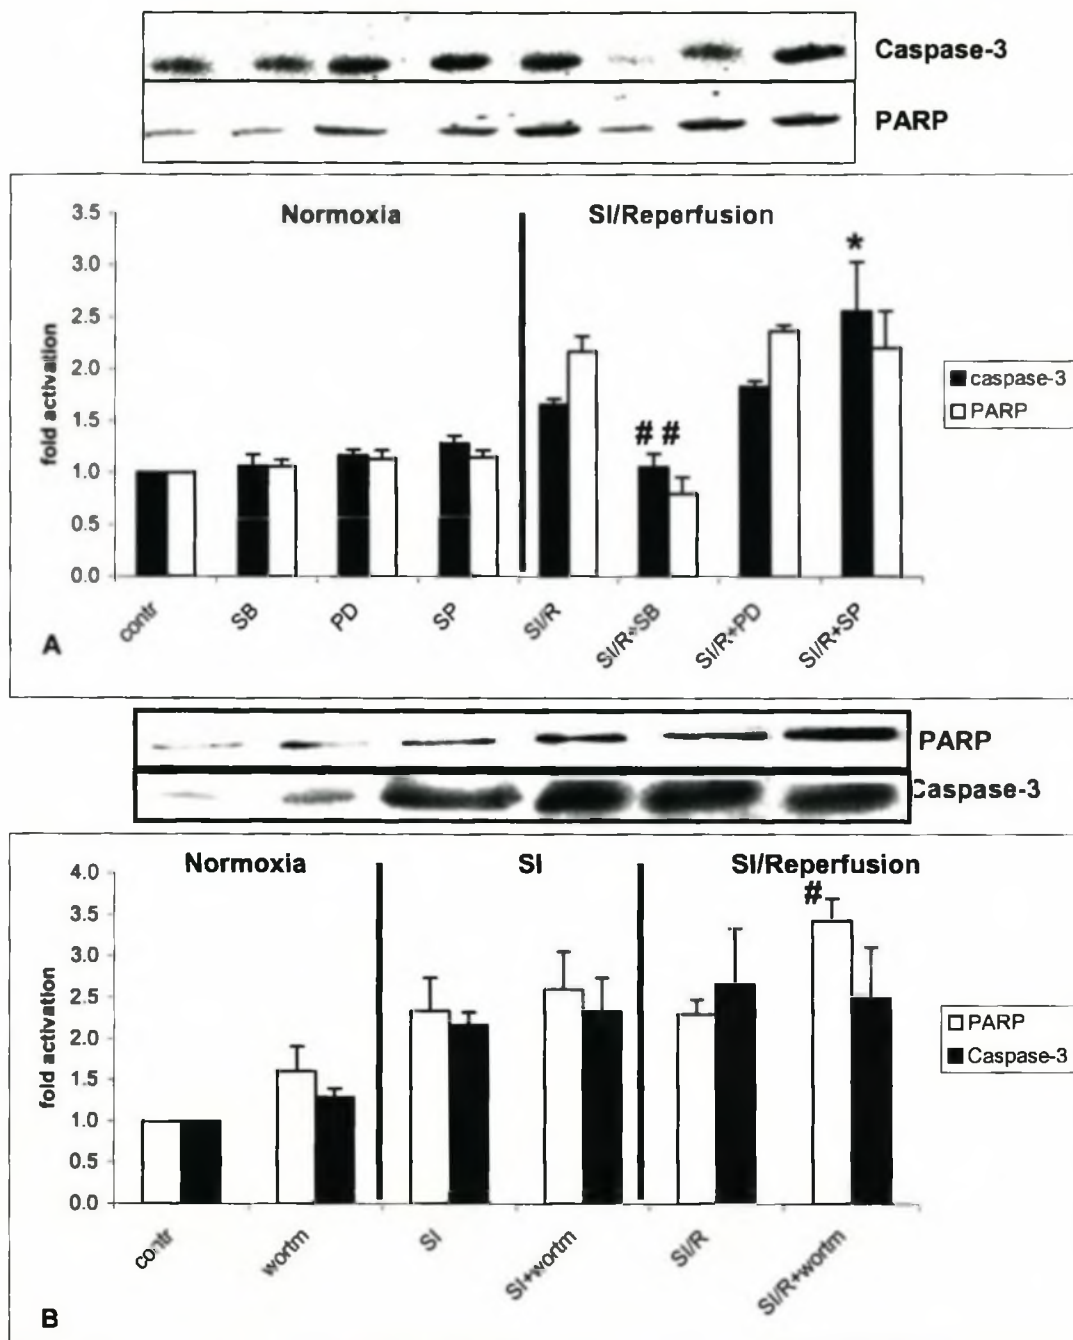 Caspase-3
PARP
Normoxia SI/Reperfusion
3.5
3.0
2.5
2.0
1.5
1.0
0.5
0.0
fold activation
*
# #
caspase-3
PARP
contr SB PD SP SI/R SI/R+SB SI/R+PD SI/R+SP
A
PARP
Caspase-3
Normoxia SI SI/Reperfusion
4.0
3.5
3.0
2.5
2.0
1.5
1.0
0.5
0.0
fold activation
#
PARP
Caspase-3
contr wortm SI SI+wortm SI/R SI/R+wortm
B